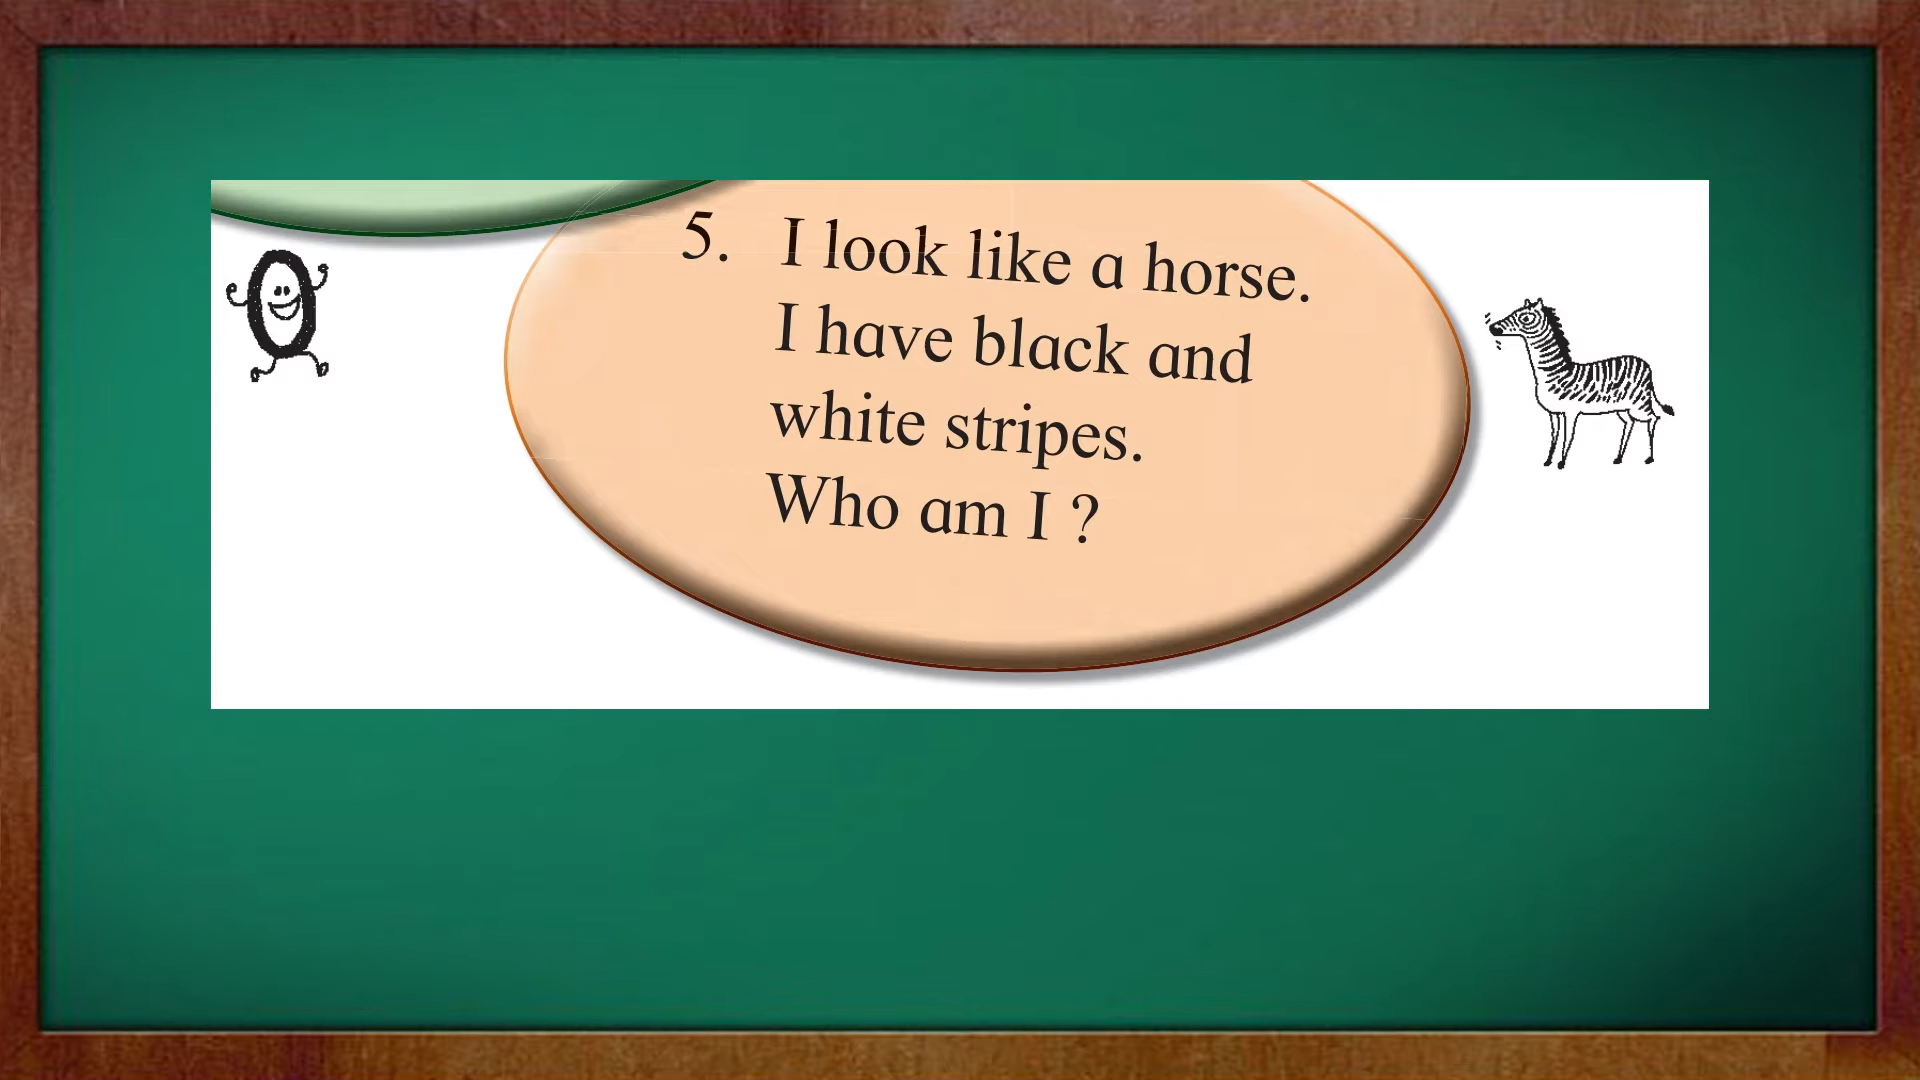 5. I look like a horse.
I have black and
white stripes.
Who am I ?